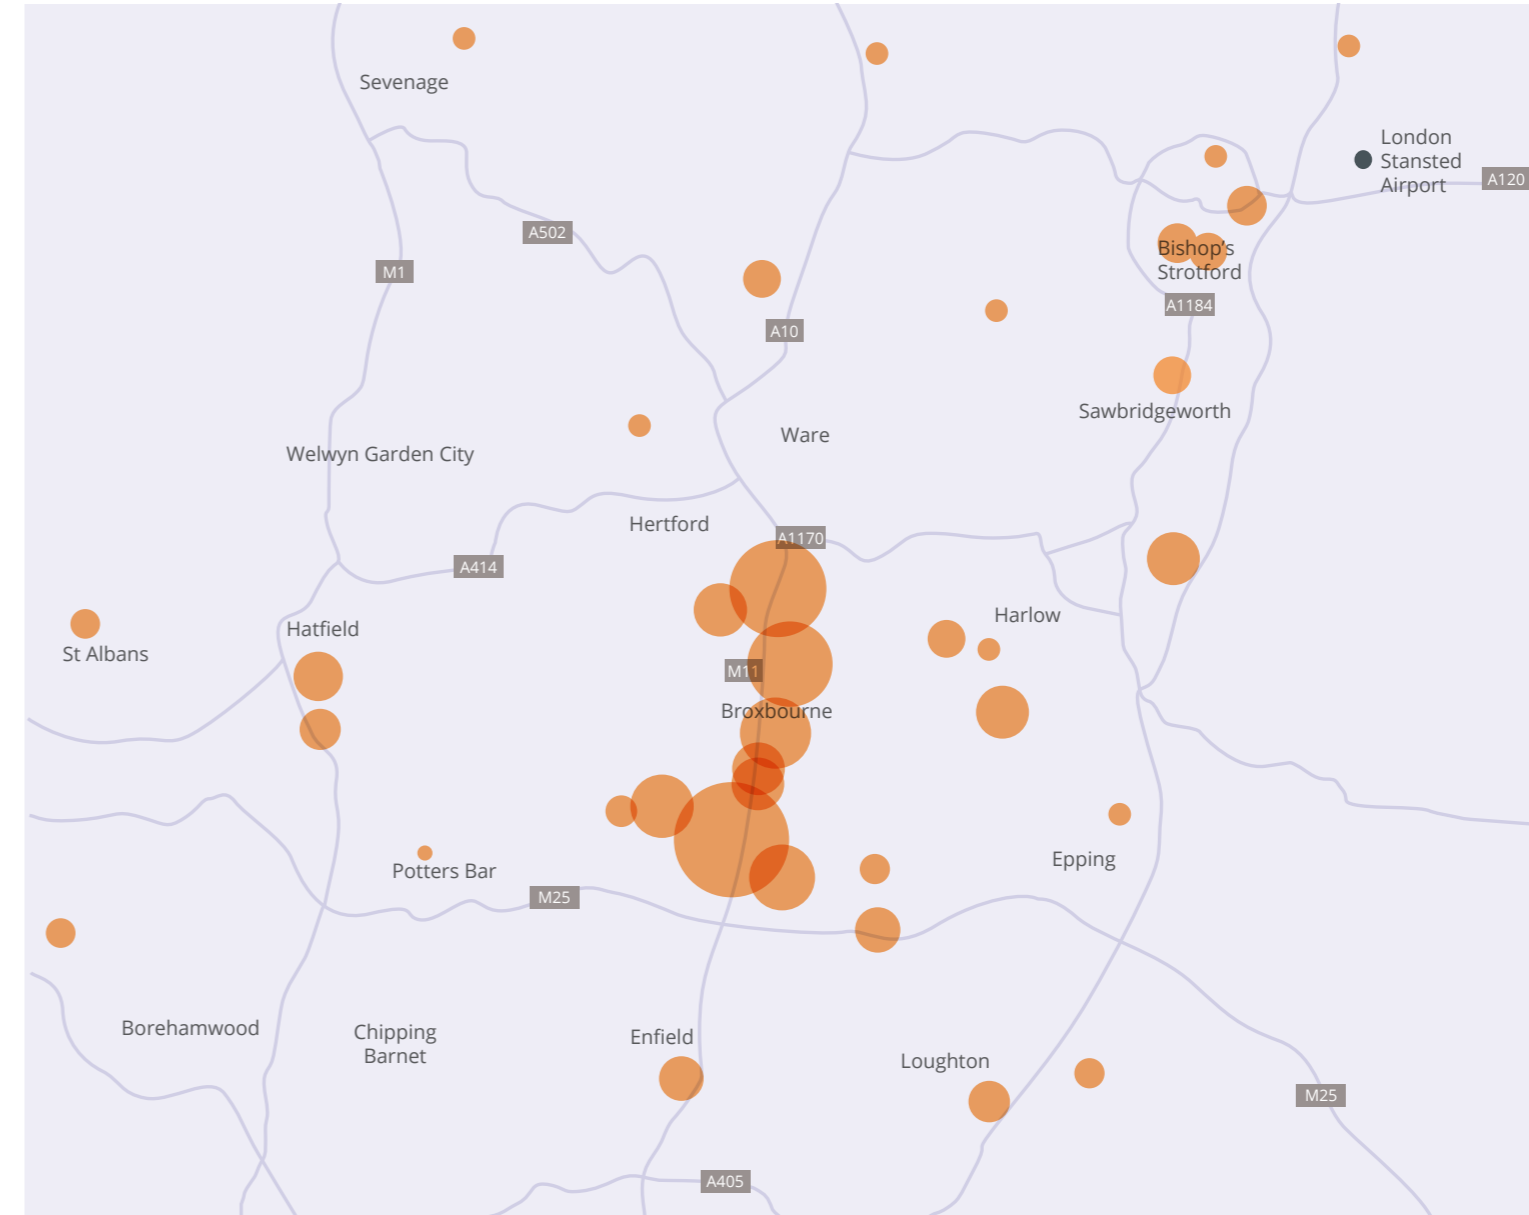 Sevenage
London
Stansted
Airport
A120
A502
Bishop's
Strotford
M1
A1184
A10
Sawbridgeworth
Ware
Welwyn Garden City
Hertford
A1170
A414
Harlow
Hatfield
St Albans
M11
Broxbourne
Epping
Potters Bar
M25
Borehamwood
Chipping
Barnet
Enfield
Loughton
M25
A405